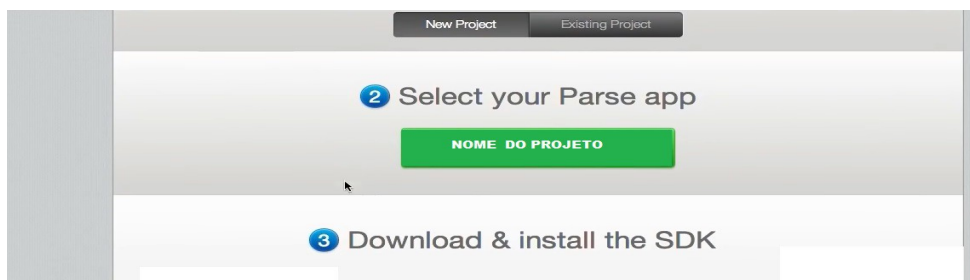 New Project Existing Project
2 Select your Parse app
NOME DO PROJETO
3 Download & install the SDK